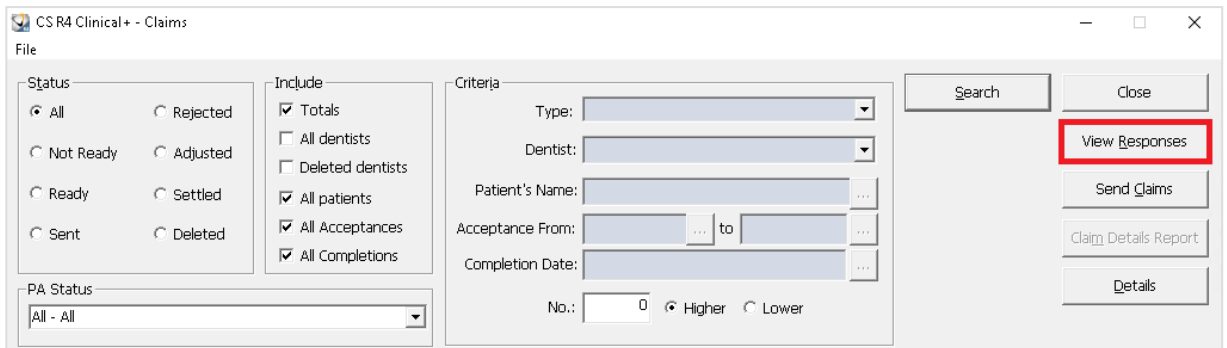 CS R4 Clinical+ - Claims
File
Status
All
Rejected
Not Ready
Adjusted
Ready
Settled
Sent
Deleted
PA Status
All - All
Include
Totals
All dentists
Deleted dentists
All patients
All Acceptances
All Completions
Criteria
Type:
Dentist:
Patient's Name:
...
Acceptance From:
...
to
...
Completion Date:
...
No.:
0
Higher
Lower
Search
Close
View Responses
Send Claims
Claim Details Report
Details